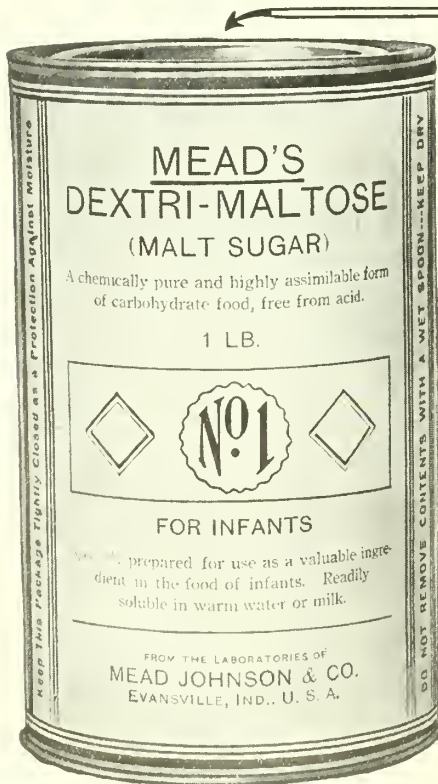 MEAD'S
DEXTRI-MALTOSE
(MALT SUGAR)
A chemically pure and highly assimilable form
of carbohydrate food, free from acid.
1 LB.
No. 1
FOR INFANTS
prepared for use as a valuable ingre-
dient in the food of infants. Readily
soluble in warm water or milk.
FROM THE LABORATORIES OF
MEAD JOHNSON & CO.
EVANSVILLE, IND., U. S. A.
Keep This Package Tightly Closed as a Protection Against Moisture
DO NOT REMOVE CONTENTS WITH A WET SPOON---KEEP DRY